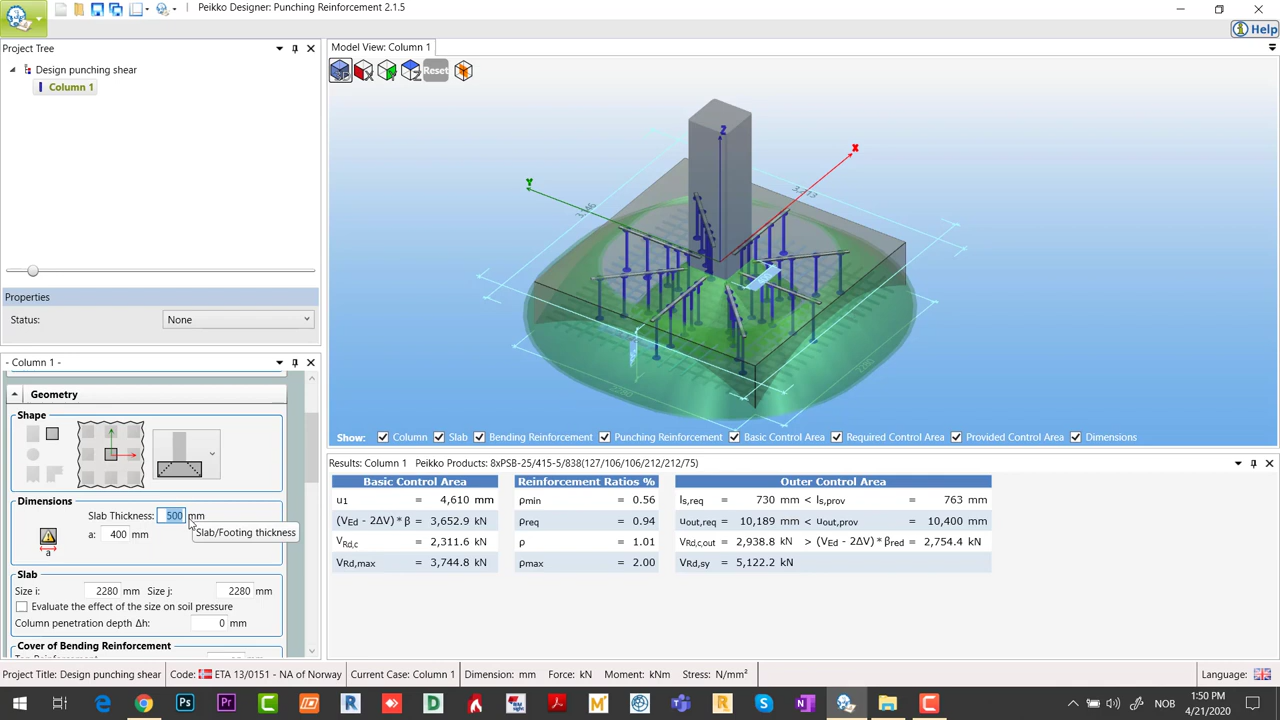 Peikko Designer: Punching Reinforcement 2.1.5
Help
Project Tree
Design punching shear
Column 1
Properties
Status: None
- Column 1 -
Geometry
Shape
Dimensions
Slab Thickness: 500 mm
Slab/Footing thickness
a: 400 mm
a
Slab
Size i: 2280 mm Size j: 2280 mm
Evaluate the effect of the size on soil pressure
Column penetration depth Δh: 0 mm
Cover of Bending Reinforcement
Model View: Column 1
Reset
Z
X
Y
Show: Column Slab Bending Reinforcement Punching Reinforcement Basic Control Area Required Control Area Provided Control Area Dimensions
Results: Column 1 Peikko Products: 8xPSB-25/415-5/838(127/106/106/212/212/75)
Basic Control Area Reinforcement Ratios % Outer Control Area
u1 = 4,610 mm ρmin = 0.56 ls,req = 730 mm < ls,prov = 763 mm
(VEd - 2ΔV)*β = 3,652.9 kN ρreq = 0.94 uout,req = 10,189 mm < uout,prov = 10,400 mm
VRd,c = 2,311.6 kN ρ = 1.01 VRd,c,out = 2,938.8 kN > (VEd - 2ΔV)*βred = 2,754.4 kN
VRd,max = 3,744.8 kN ρmax = 2.00 VRd,sy = 5,122.2 kN
Project Title: Design punching shear Code: ETA 13/0151 - NA of Norway Current Case: Column 1 Dimension: mm Force: kN Moment: kNm Stress: N/mm² Language:
1:50 PM
NOB
4/21/2020